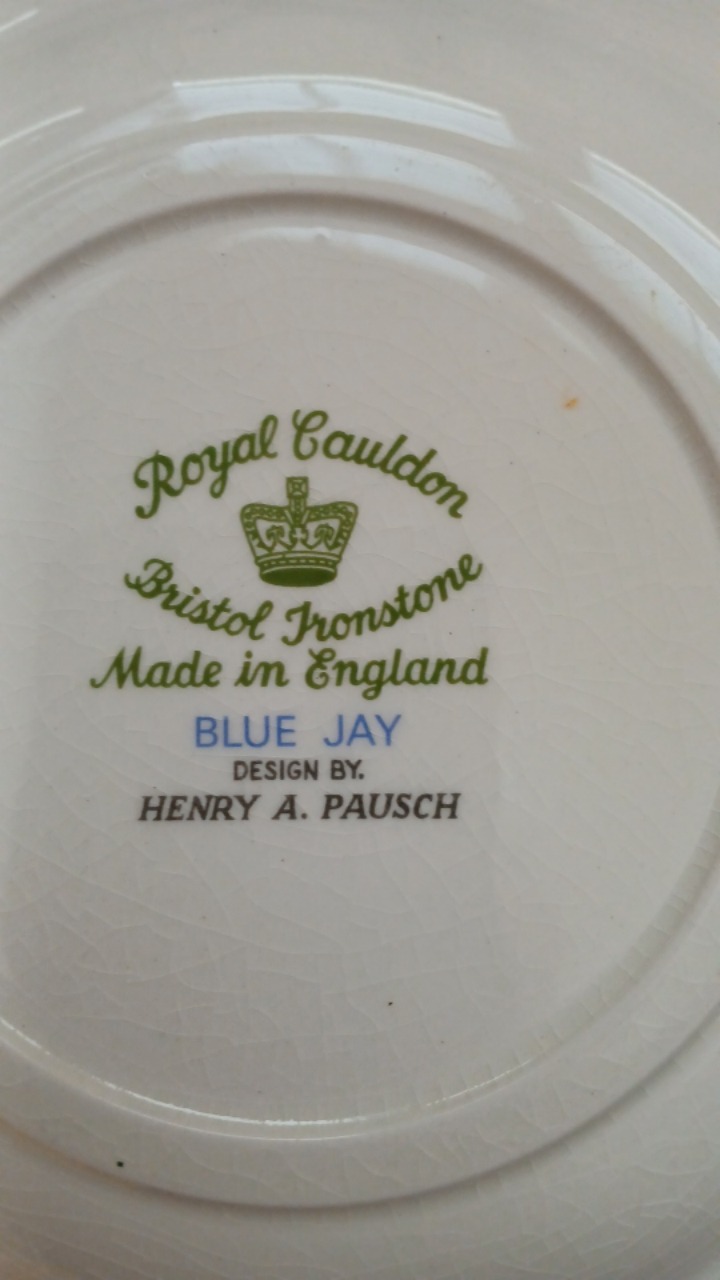 Royal Cauldon
Bristol Ironstone
Made in England
BLUE JAY
DESIGN BY.
HENRY A. PAUSCH